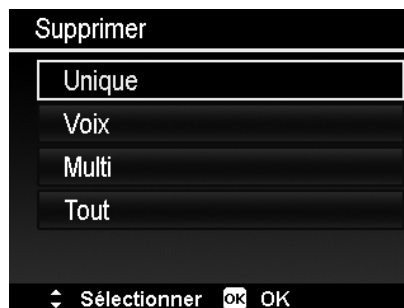 Supprimer
Unique
Voix
Multi
Tout
Sélectionner OK OK